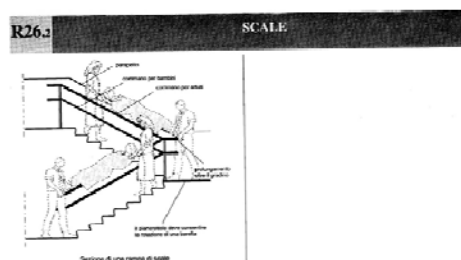 R26.2
SCALE
parapetto
corrimano per bambini
corrimano per adulti
prolungamento
oltre il gradino
il pianerottolo deve consentire
la rotazione di una barella
Sezione di una rampa di scale